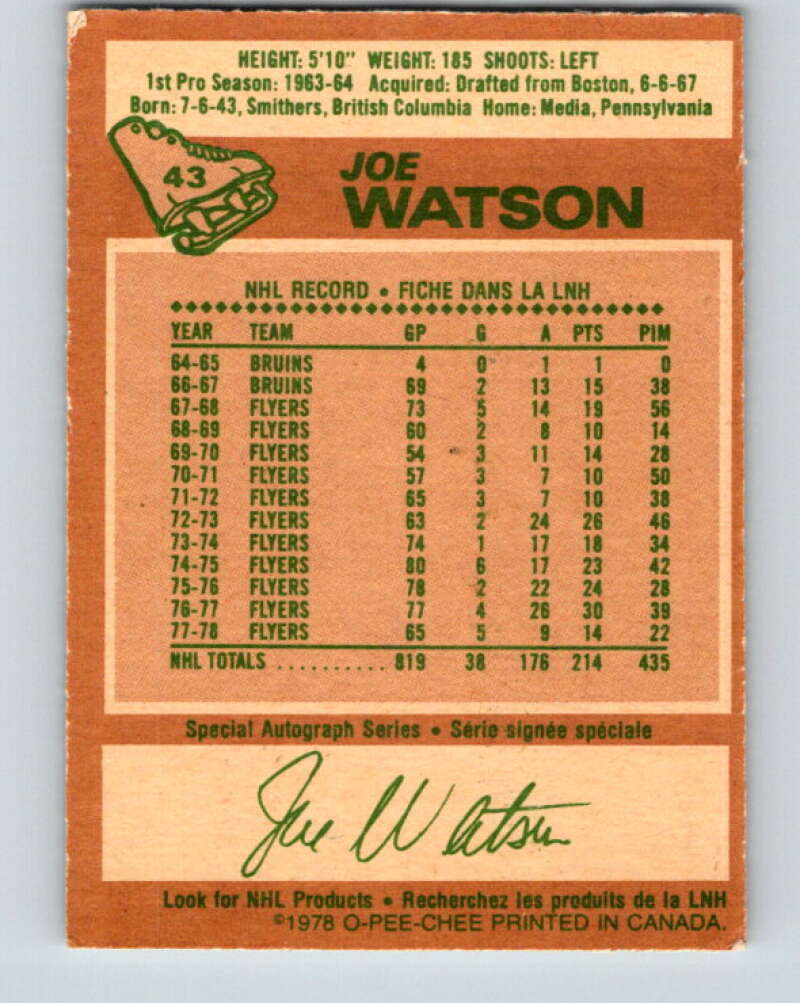 HEIGHT: 5'10" WEIGHT: 185 SHOOTS: LEFT
1st Pro Season: 1963-64 Acquired: Drafted from Boston, 6-6-67
Born: 7-6-43, Smithers, British Columbia Home: Media, Pennsylvania
43
JOE
WATSON
NHL RECORD • FICHE DANS LA LNH
YEAR TEAM GP G A PTS PIM
64-65 BRUINS 4 0 1 1 0
66-67 BRUINS 69 2 13 15 38
67-68 FLYERS 73 5 14 19 56
68-69 FLYERS 60 2 8 10 14
69-70 FLYERS 54 3 11 14 28
70-71 FLYERS 57 3 7 10 50
71-72 FLYERS 65 3 7 10 38
72-73 FLYERS 63 2 24 26 46
73-74 FLYERS 74 1 17 18 34
74-75 FLYERS 80 6 17 23 42
75-76 FLYERS 78 2 22 24 28
76-77 FLYERS 77 4 26 30 39
77-78 FLYERS 65 5 9 14 22
NHL TOTALS .......... 819 38 176 214 435
Special Autograph Series • Série signée spéciale
Joe Watson
Look for NHL Products • Recherchez les produits de la LNH
©1978 O-PEE-CHEE PRINTED IN CANADA.